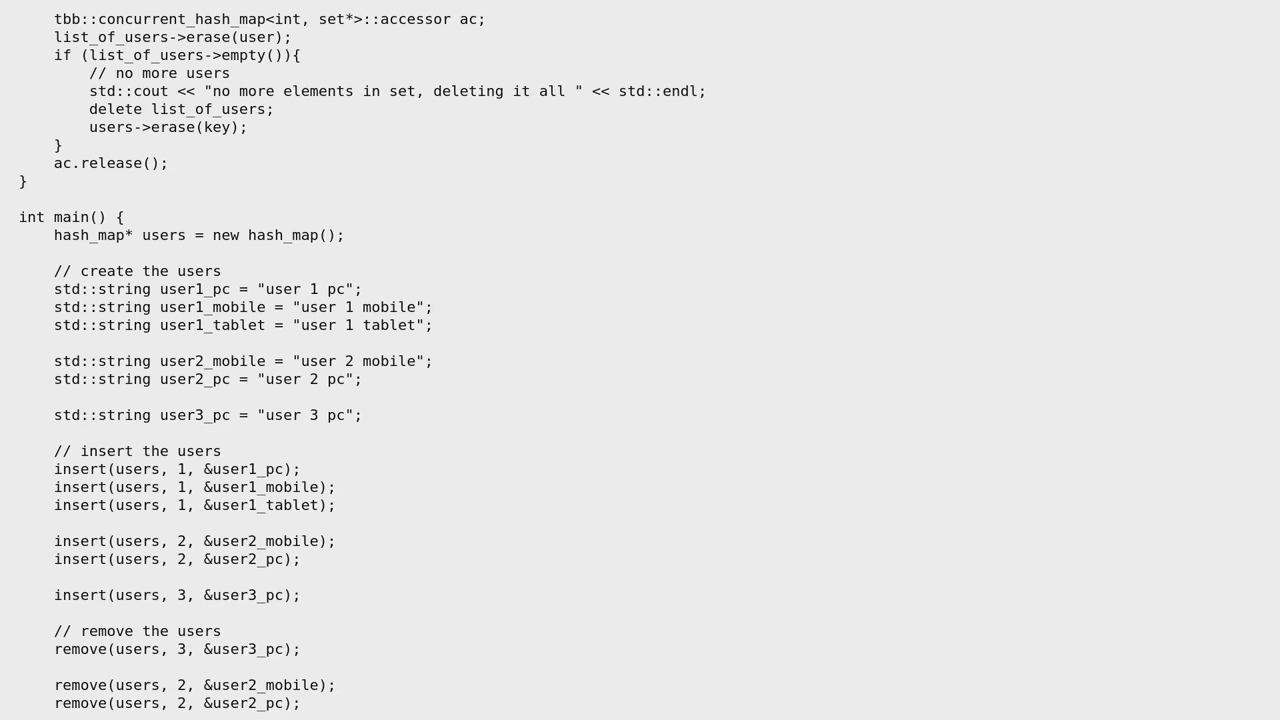 tbb::concurrent_hash_map<int, set*>::accessor ac;
    list_of_users->erase(user);
    if (list_of_users->empty()){
        // no more users
        std::cout << "no more elements in set, deleting it all " << std::endl;
        delete list_of_users;
        users->erase(key);
    }
    ac.release();
}

int main() {
    hash_map* users = new hash_map();

    // create the users
    std::string user1_pc = "user 1 pc";
    std::string user1_mobile = "user 1 mobile";
    std::string user1_tablet = "user 1 tablet";

    std::string user2_mobile = "user 2 mobile";
    std::string user2_pc = "user 2 pc";

    std::string user3_pc = "user 3 pc";

    // insert the users
    insert(users, 1, &user1_pc);
    insert(users, 1, &user1_mobile);
    insert(users, 1, &user1_tablet);

    insert(users, 2, &user2_mobile);
    insert(users, 2, &user2_pc);

    insert(users, 3, &user3_pc);

    // remove the users
    remove(users, 3, &user3_pc);

    remove(users, 2, &user2_mobile);
    remove(users, 2, &user2_pc);